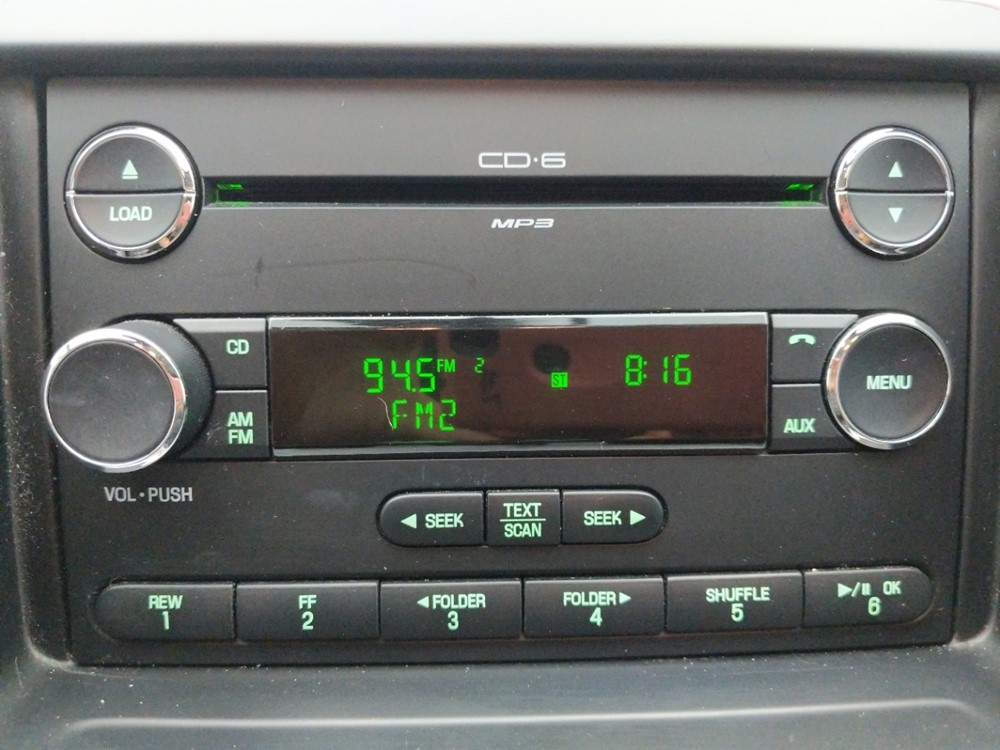 CD·6
LOAD
MP3
CD
94.5 FM 2
ST
8:16
MENU
AM
FM
FM2
AUX
VOL·PUSH
◄ SEEK
TEXT
SCAN
SEEK ►
REW
1
FF
2
◄FOLDER
3
FOLDER►
4
SHUFFLE
5
►/II OK
6